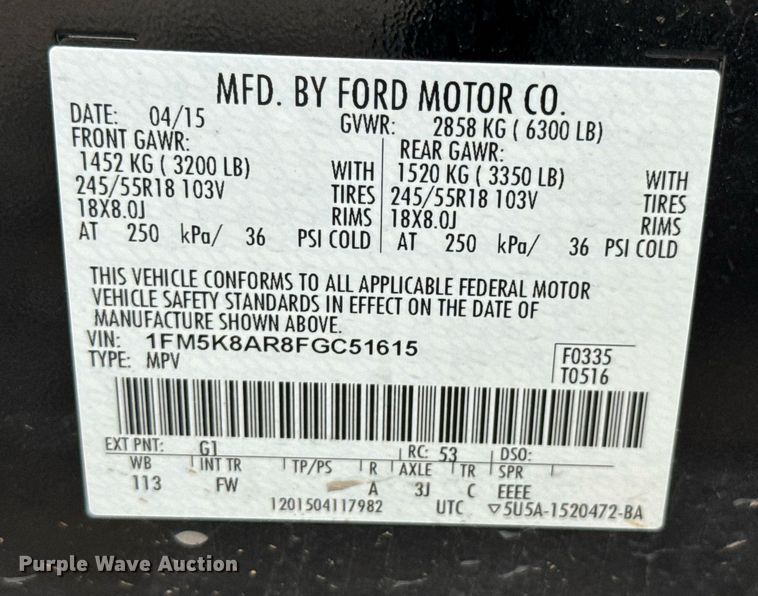 MFD. BY FORD MOTOR CO.
DATE: 04/15 GVWR: 2858 KG ( 6300 LB)
FRONT GAWR: REAR GAWR:
1452 KG ( 3200 LB) WITH 1520 KG ( 3350 LB) WITH
245/55R18 103V TIRES 245/55R18 103V TIRES
18X8.0J RIMS 18X8.0J RIMS
AT 250 kPa/ 36 PSI COLD AT 250 kPa/ 36 PSI COLD
THIS VEHICLE CONFORMS TO ALL APPLICABLE FEDERAL MOTOR
VEHICLE SAFETY STANDARDS IN EFFECT ON THE DATE OF
MANUFACTURE SHOWN ABOVE.
VIN: 1FM5K8AR8FGC51615 F0335
TYPE: MPV T0516
EXT PNT: G1 RC: 53 DSO:
WB INT TR TP/PS R AXLE TR SPR
113 FW A 3J C EEEE
1201504117982 UTC ▽5U5A-1520472-BA
Purple Wave Auction